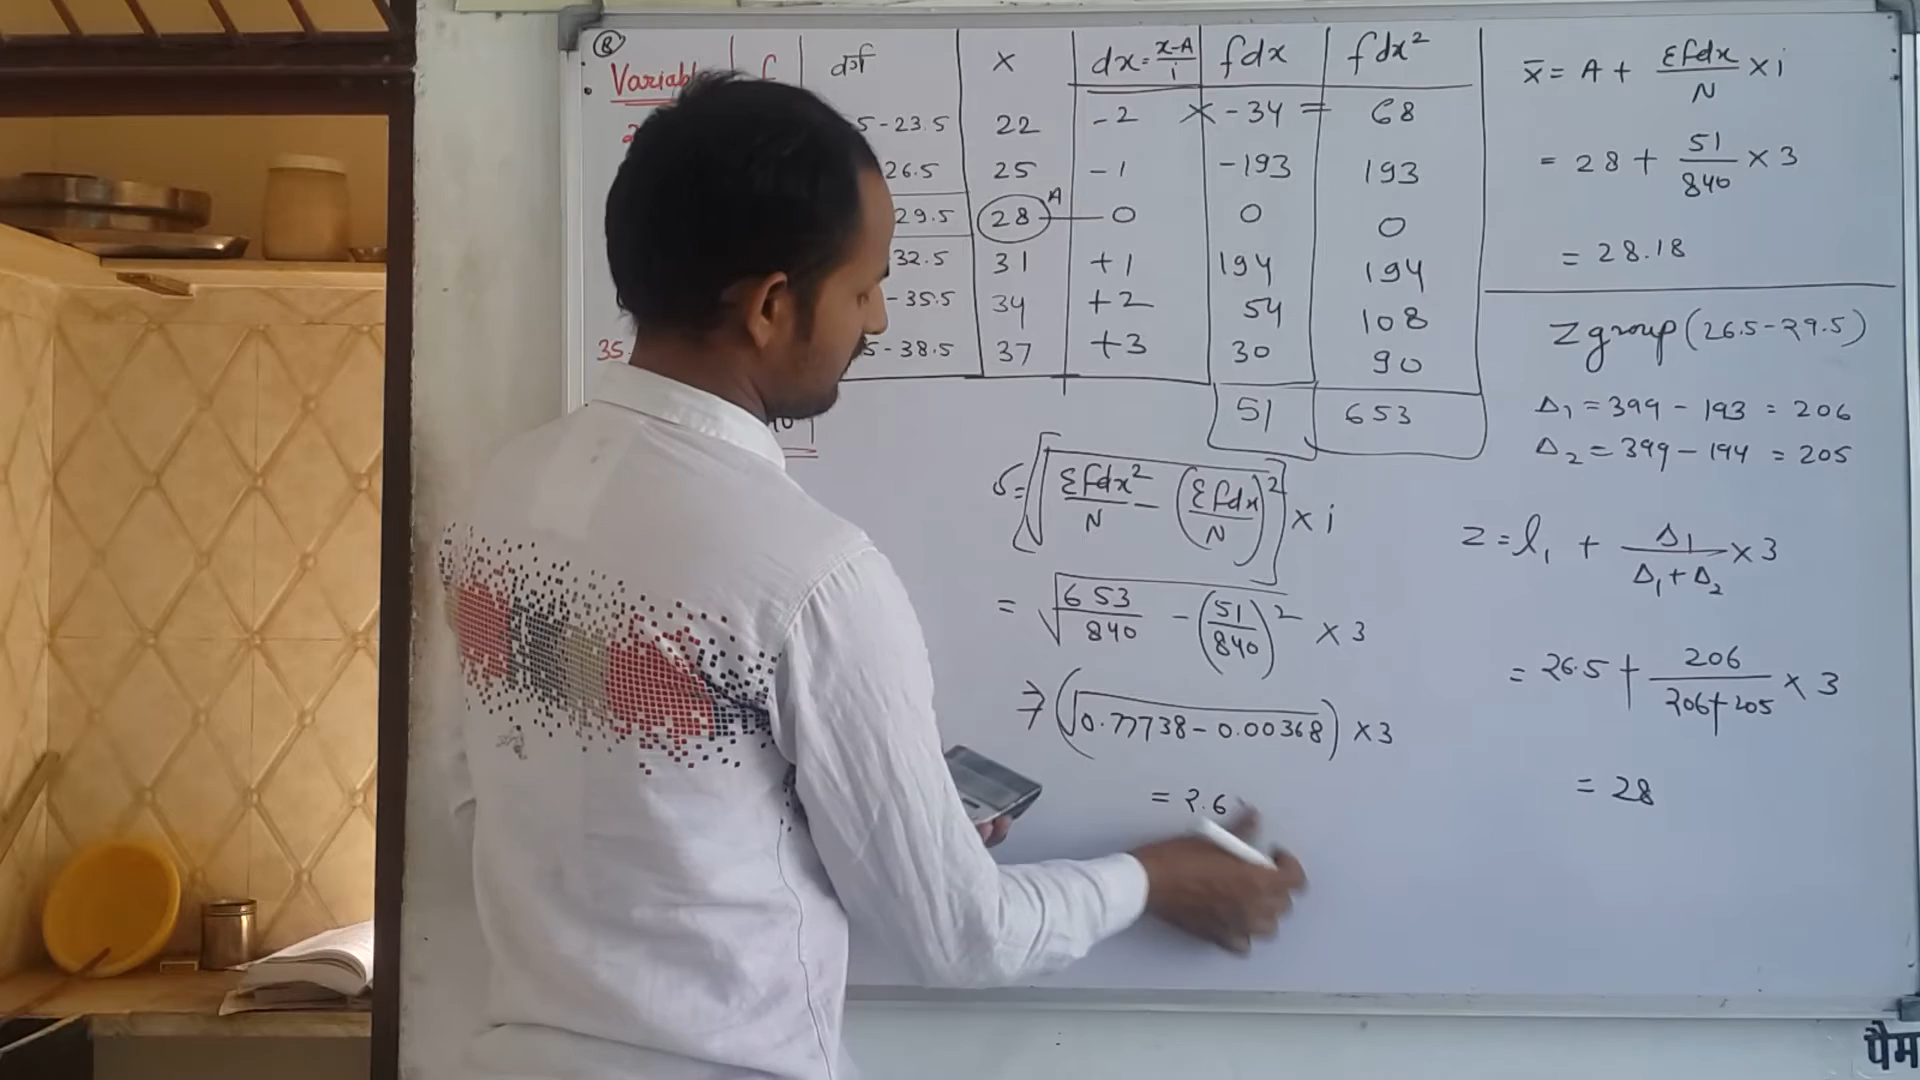 Variable f वर्ग x dx = x-A/i fdx fdx²
5-23.5 22 -2 × -34 = 68
26.5 25 -1 -193 193
29.5 28 A 0 0 0
32.5 31 +1 194 194
-35.5 34 +2 54 108
35- 5-38.5 37 +3 30 90
51 653
σ = [√Σfdx²/N - (Σfdx/N)²] × i
= √653/840 - (51/840)² × 3
⇒ (√0.77738 - 0.00368) × 3
= 2.6
x̄ = A + Σfdx/N × i
= 28 + 51/840 × 3
= 28.18
Z group (26.5-29.5)
Δ₁ = 399 - 193 = 206
Δ₂ = 399 - 194 = 205
Z = l₁ + Δ₁/Δ₁+Δ₂ × 3
= 26.5 + 206/206+205 × 3
= 28